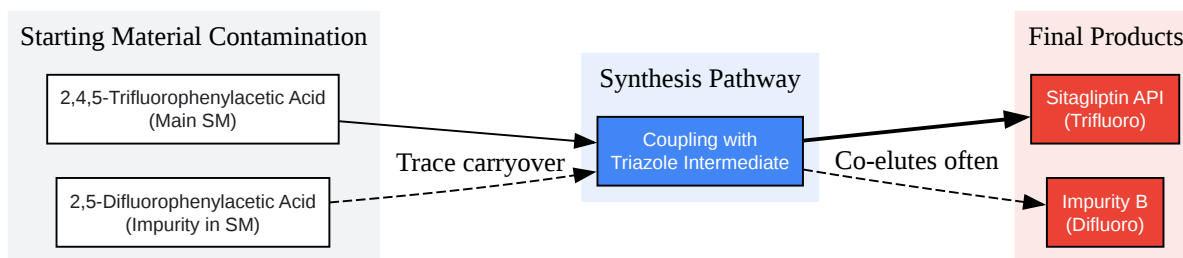 Starting Material Contamination
2,4,5-Trifluorophenylacetic Acid
(Main SM)
2,5-Difluorophenylacetic Acid
(Impurity in SM)
Trace carryover
Synthesis Pathway
Coupling with
Triazole Intermediate
Co-elutes often
Final Products
Sitagliptin API
(Trifluoro)
Impurity B
(Difluoro)